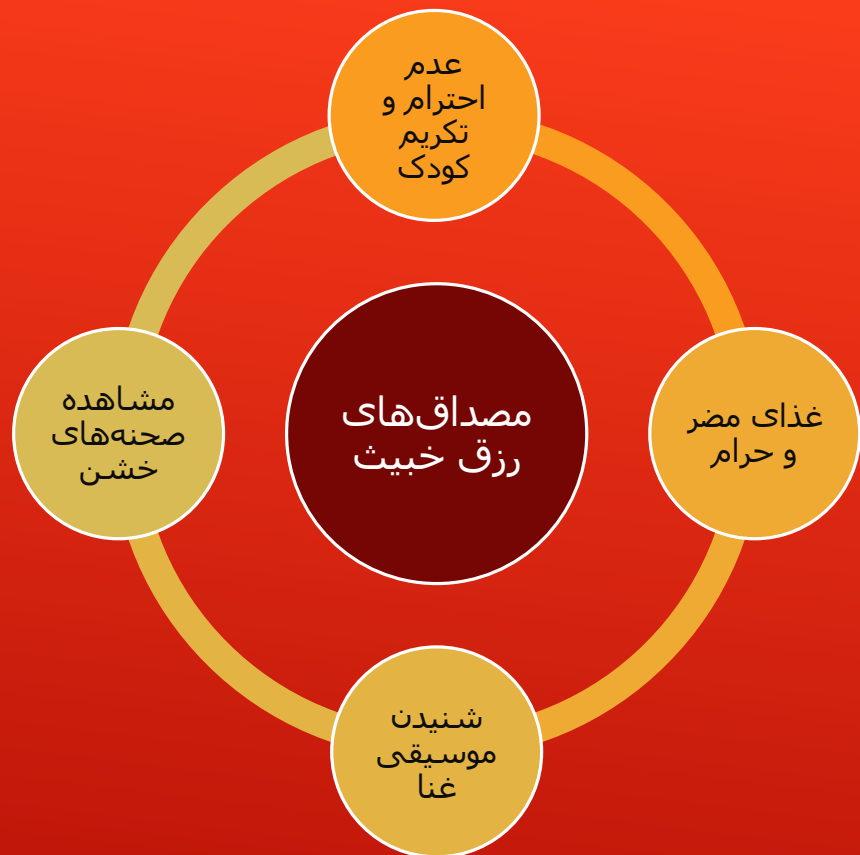 عدم
احترام و
تکریم
کودک
مصداق‌های
رزق خبیث
غذای مضر
و حرام
شنیدن
موسیقی
غنا
مشاهده
صحنه‌های
خشن